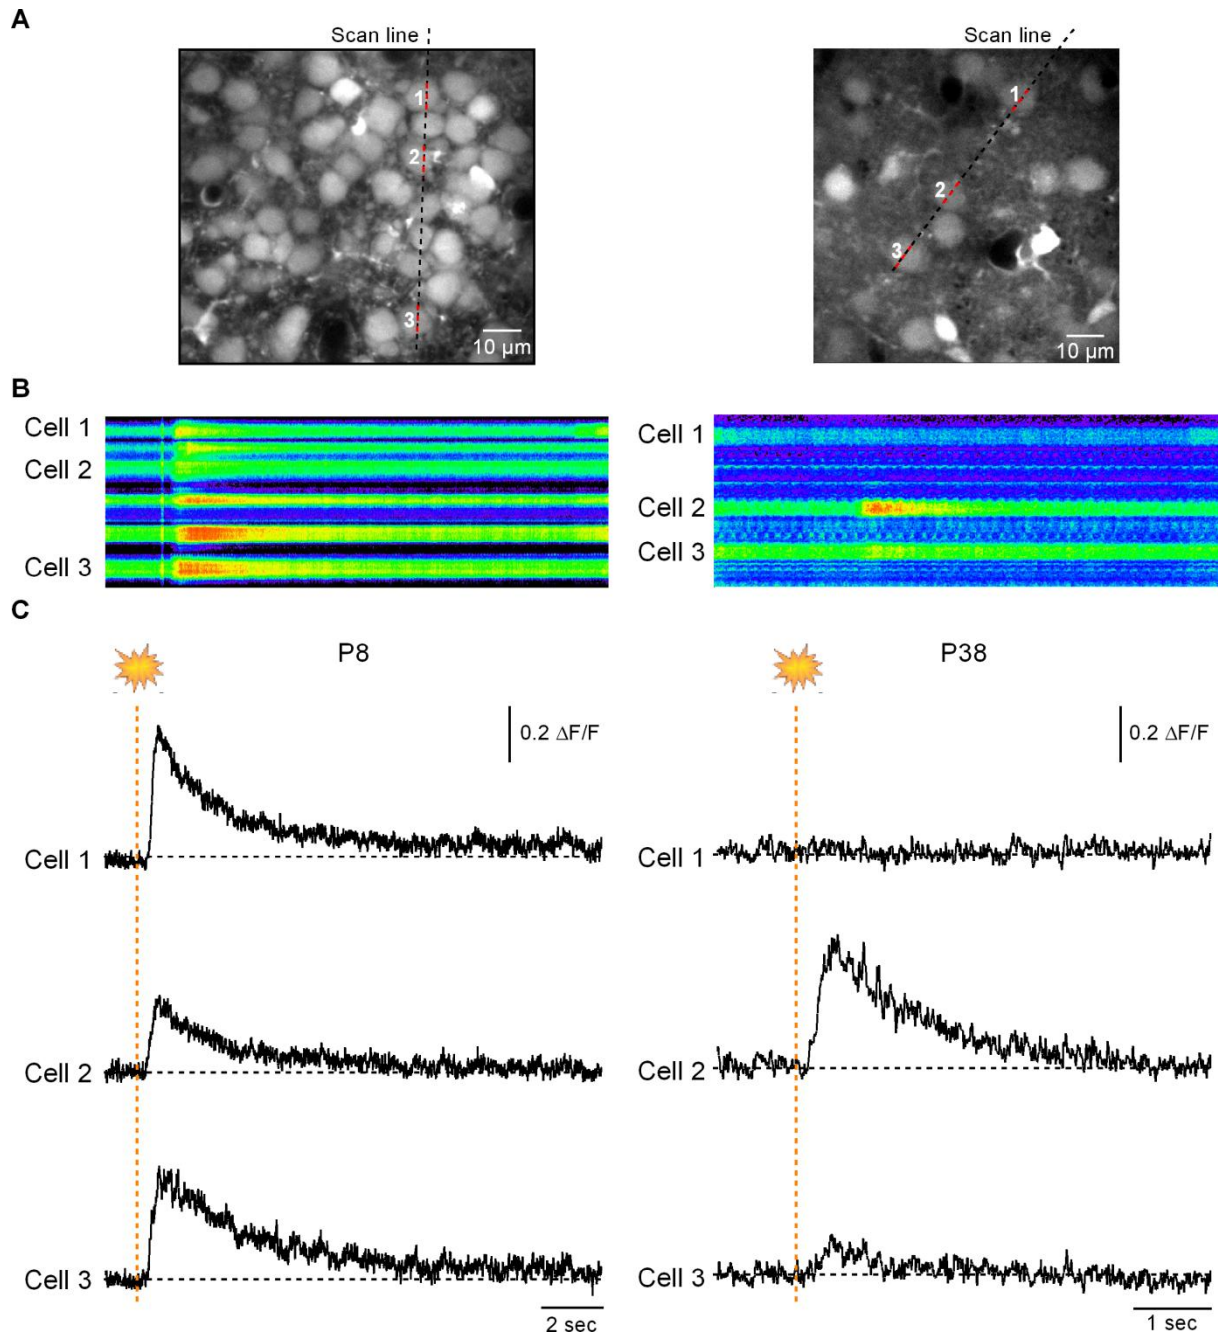 A
Scan line
Scan line
1
2
3
10 µm
1
2
3
10 µm
B
Cell 1
Cell 2
Cell 3
Cell 1
Cell 2
Cell 3
C
P8
P38
0.2 ΔF/F
0.2 ΔF/F
Cell 1
Cell 1
Cell 2
Cell 2
Cell 3
Cell 3
2 sec
1 sec